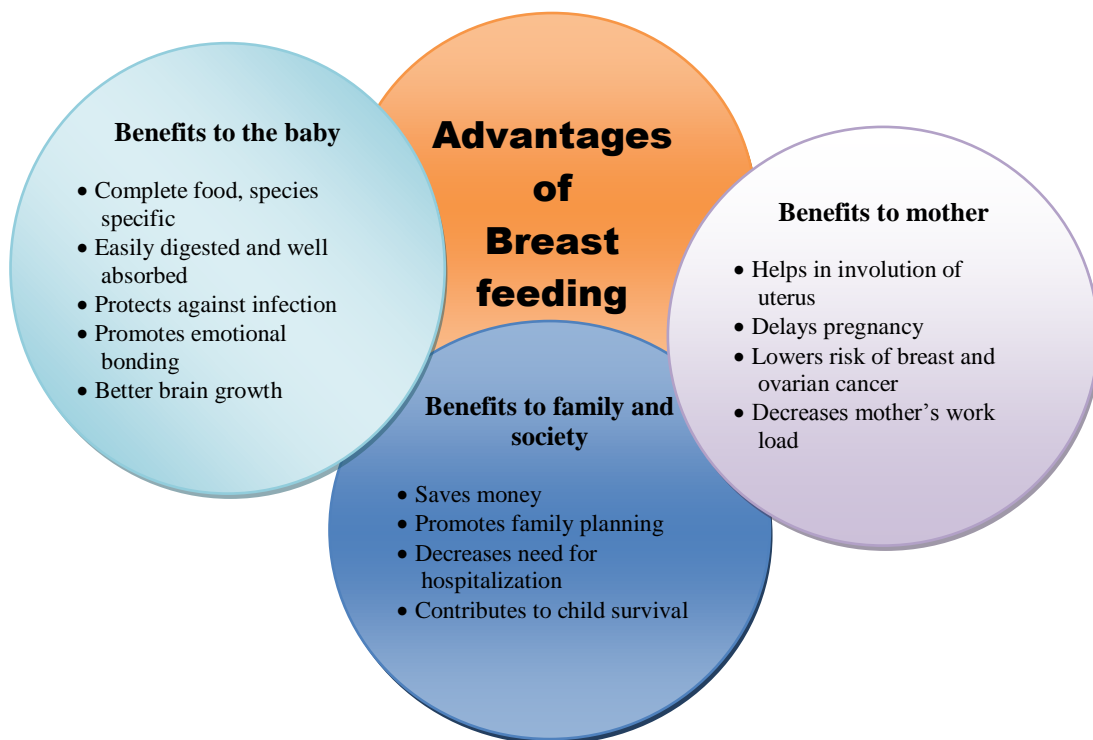 Advantages
of
Breast
feeding
Benefits to the baby
• Complete food, species
specific
• Easily digested and well
absorbed
• Protects against infection
• Promotes emotional
bonding
• Better brain growth
Benefits to mother
• Helps in involution of
uterus
• Delays pregnancy
• Lowers risk of breast and
ovarian cancer
• Decreases mother’s work
load
Benefits to family and
society
• Saves money
• Promotes family planning
• Decreases need for
hospitalization
• Contributes to child survival